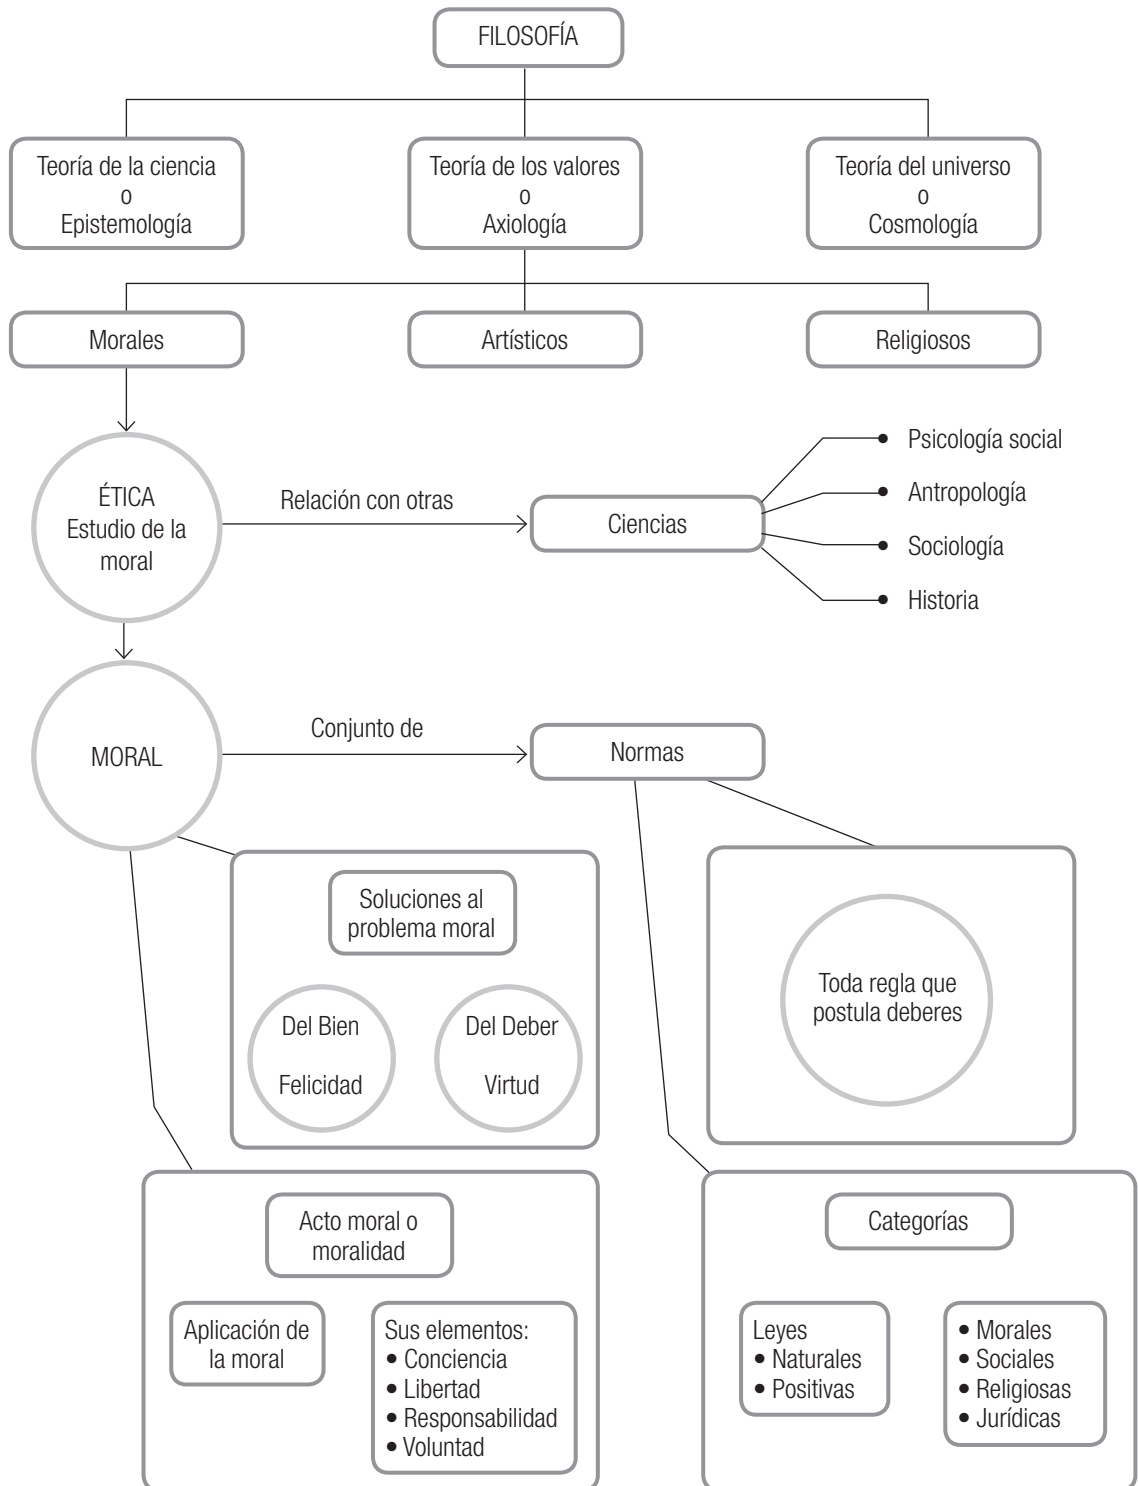 FILOSOFÍA
Teoría de la ciencia
o
Epistemología
Teoría de los valores
o
Axiología
Teoría del universo
o
Cosmología
Morales
Artísticos
Religiosos
ÉTICA
Estudio de la
moral
Relación con otras
Ciencias
• Psicología social
• Antropología
• Sociología
• Historia
MORAL
Conjunto de
Normas
Soluciones al
problema moral
Del Bien
Felicidad
Del Deber
Virtud
Toda regla que
postula deberes
Acto moral o
moralidad
Aplicación de
la moral
Sus elementos:
• Conciencia
• Libertad
• Responsabilidad
• Voluntad
Categorías
Leyes
• Naturales
• Positivas
• Morales
• Sociales
• Religiosas
• Jurídicas